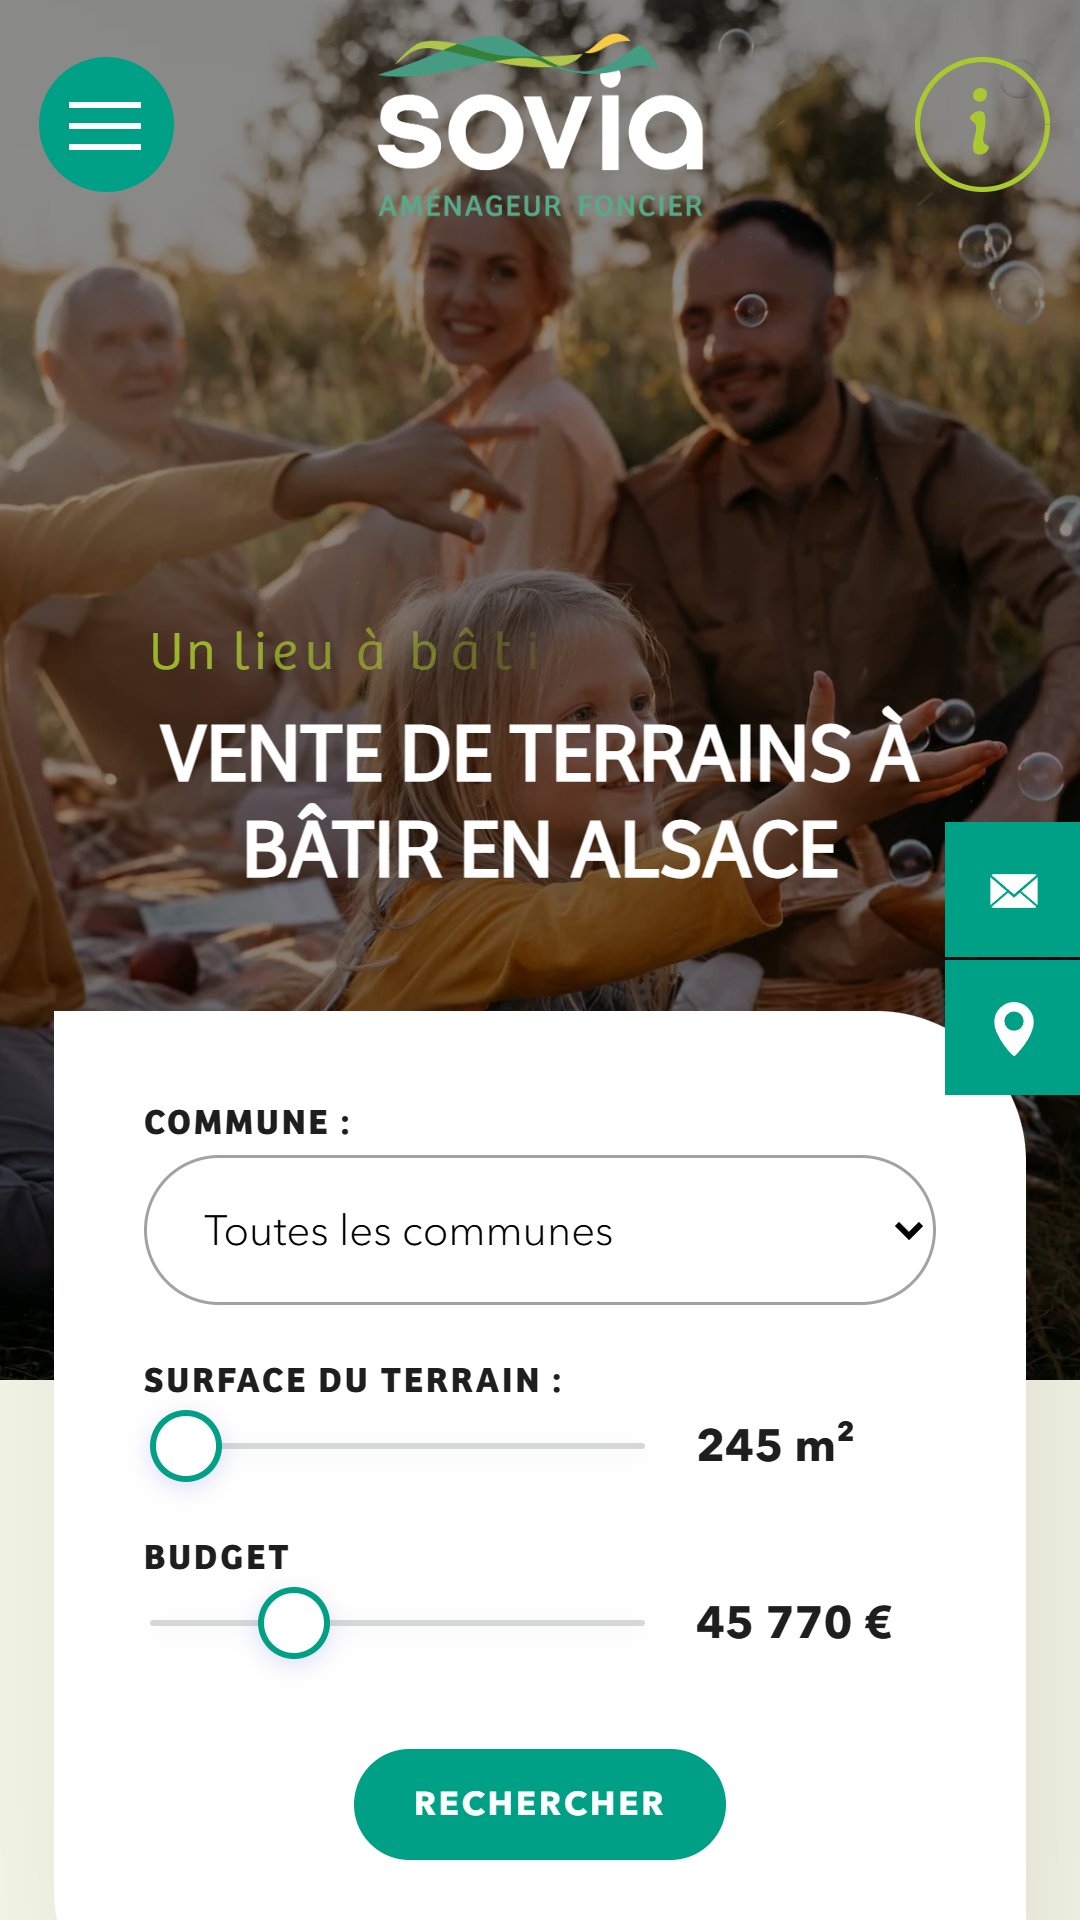 sovia
AMÉNAGEUR FONCIER
Un lieu à bâti
VENTE DE TERRAINS À
BÂTIR EN ALSACE
COMMUNE :
Toutes les communes
SURFACE DU TERRAIN :
245 m²
BUDGET
45 770 €
RECHERCHER